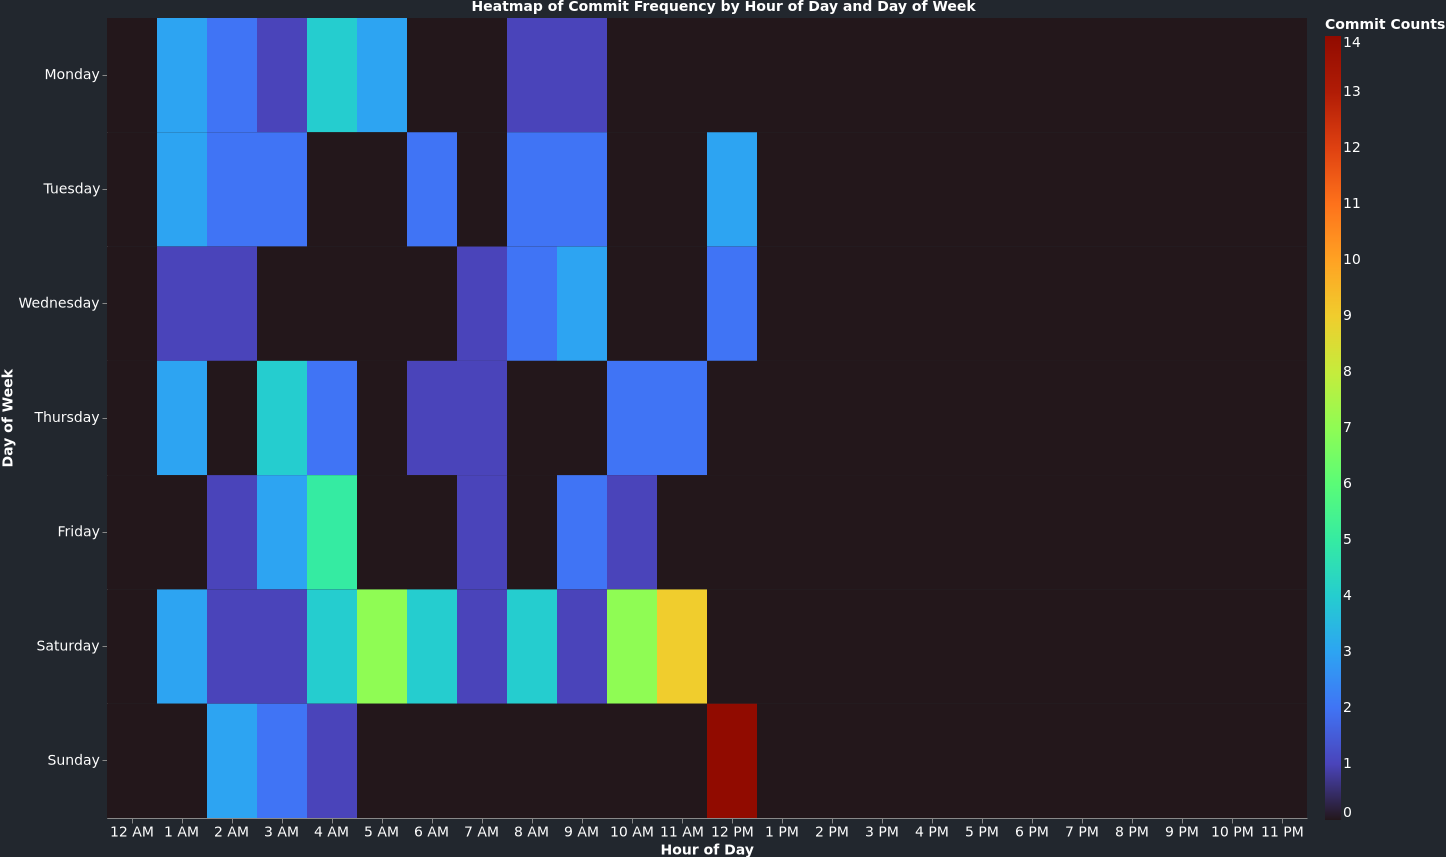 Heatmap of Commit Frequency by Hour of Day and Day of Week
Commit Counts
14
13
12
11
10
9
8
7
6
5
4
3
2
1
0
Day of Week
Monday
Tuesday
Wednesday
Thursday
Friday
Saturday
Sunday
12 AM 1 AM 2 AM 3 AM 4 AM 5 AM 6 AM 7 AM 8 AM 9 AM 10 AM 11 AM 12 PM 1 PM 2 PM 3 PM 4 PM 5 PM 6 PM 7 PM 8 PM 9 PM 10 PM 11 PM
Hour of Day